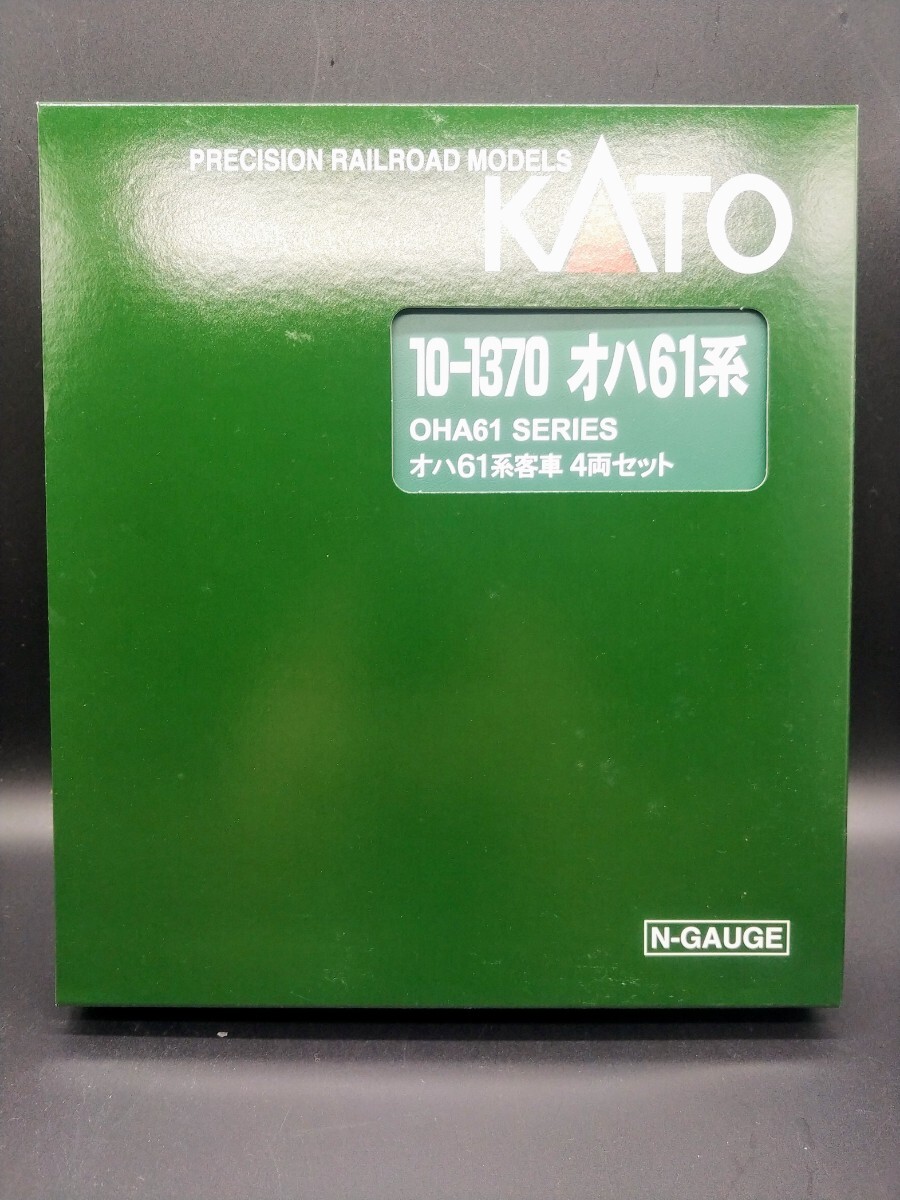 PRECISION RAILROAD MODELS
KATO
10-1370 オハ61系
OHA61 SERIES
オハ61系客車 4両セット
N-GAUGE